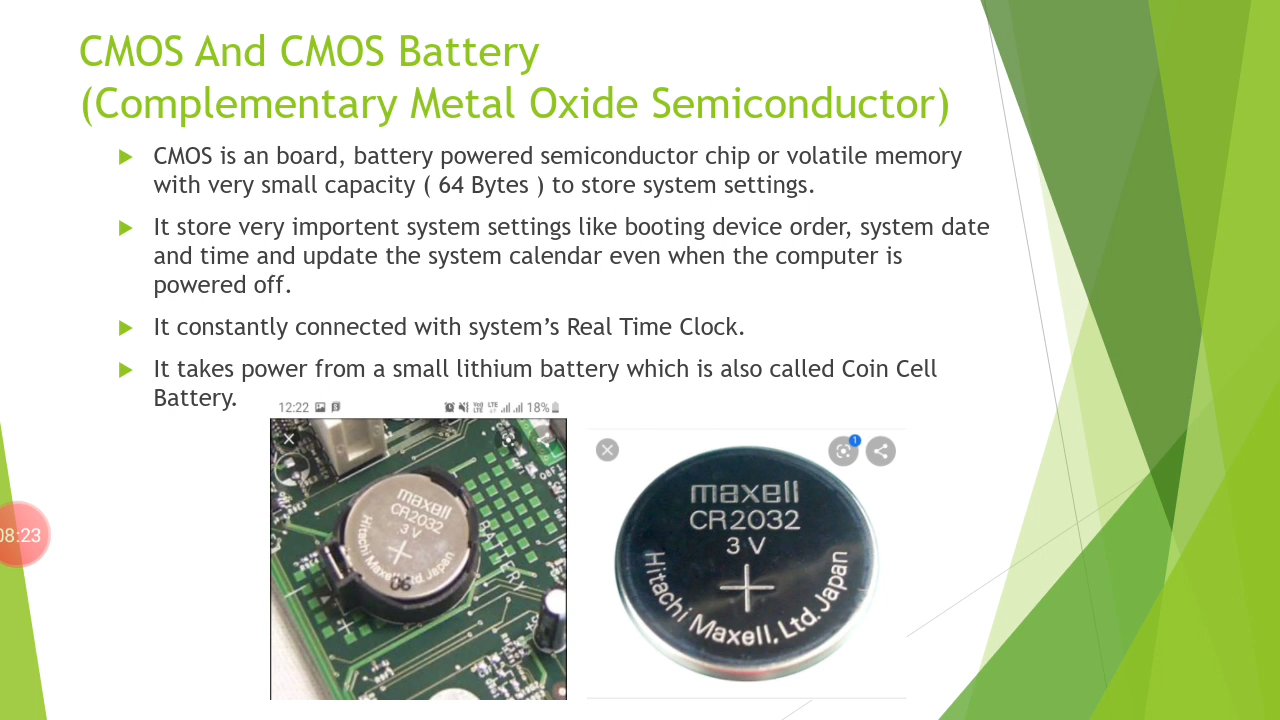 CMOS And CMOS Battery
(Complementary Metal Oxide Semiconductor)
CMOS is an board, battery powered semiconductor chip or volatile memory
with very small capacity ( 64 Bytes ) to store system settings.
It store very importent system settings like booting device order, system date
and time and update the system calendar even when the computer is
powered off.
It constantly connected with system’s Real Time Clock.
It takes power from a small lithium battery which is also called Coin Cell
Battery.
12:22
LTE 18%
maxell
CR2032
3 V
Hitachi Maxell, Ltd. Japan
06
BATTERY
1
maxell
CR2032
3 V
Hitachi Maxell, Ltd. Japan
08:23